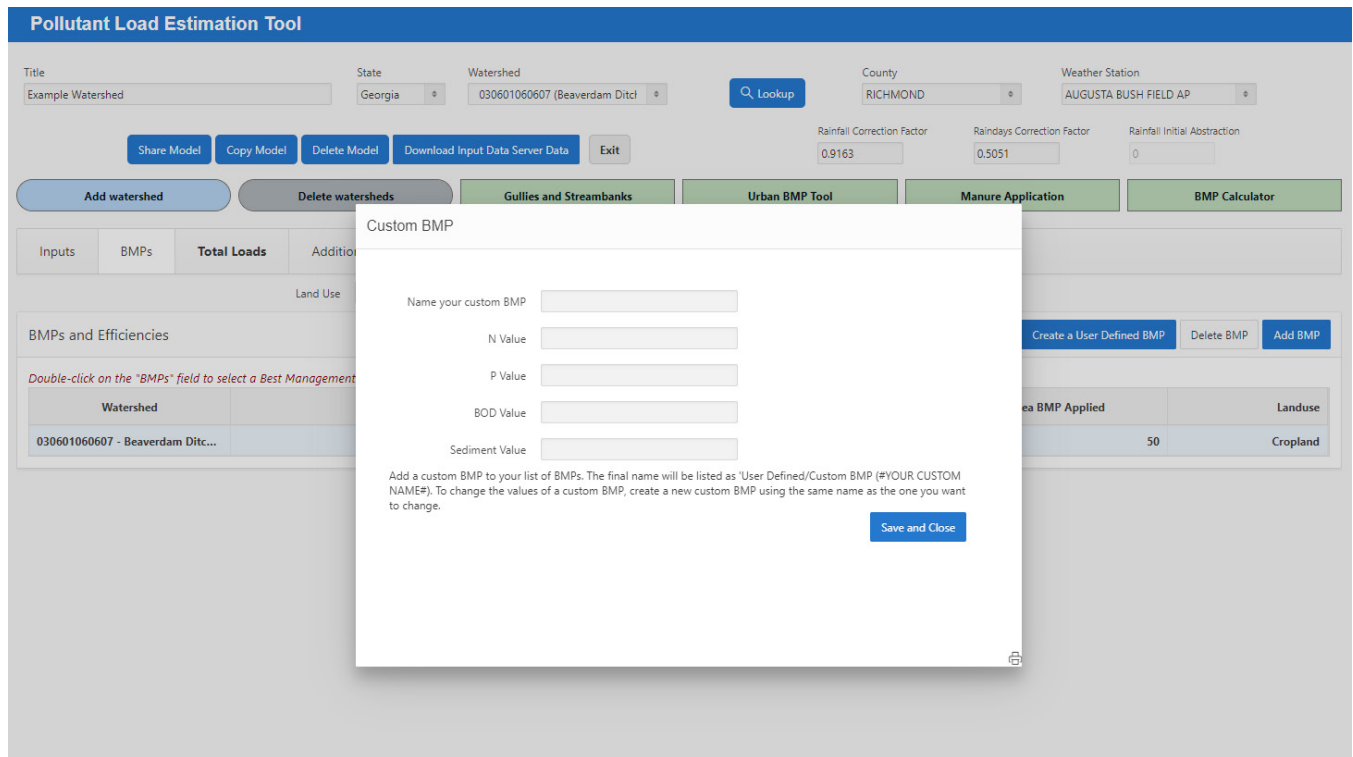 Pollutant Load Estimation Tool
Title State Watershed County Weather Station
Example Watershed Georgia 030601060607 (Beaverdam Ditcl Lookup RICHMOND AUGUSTA BUSH FIELD AP
Rainfall Correction Factor Raindays Correction Factor Rainfall Initial Abstraction
Share Model Copy Model Delete Model Download Input Data Server Data Exit 0.9163 0.5051 0
Add watershed Delete watersheds Gullies and Streambanks Urban BMP Tool Manure Application BMP Calculator
Custom BMP
Inputs BMPs Total Loads Additio
Land Use
Name your custom BMP
BMPs and Efficiencies
Create a User Defined BMP Delete BMP Add BMP
N Value
Double-click on the "BMPs" field to select a Best Management
P Value
Watershed ea BMP Applied Landuse
BOD Value
030601060607 - Beaverdam Ditc... 50 Cropland
Sediment Value
Add a custom BMP to your list of BMPs. The final name will be listed as 'User Defined/Custom BMP (#YOUR CUSTOM
NAME#). To change the values of a custom BMP, create a new custom BMP using the same name as the one you want
to change.
Save and Close